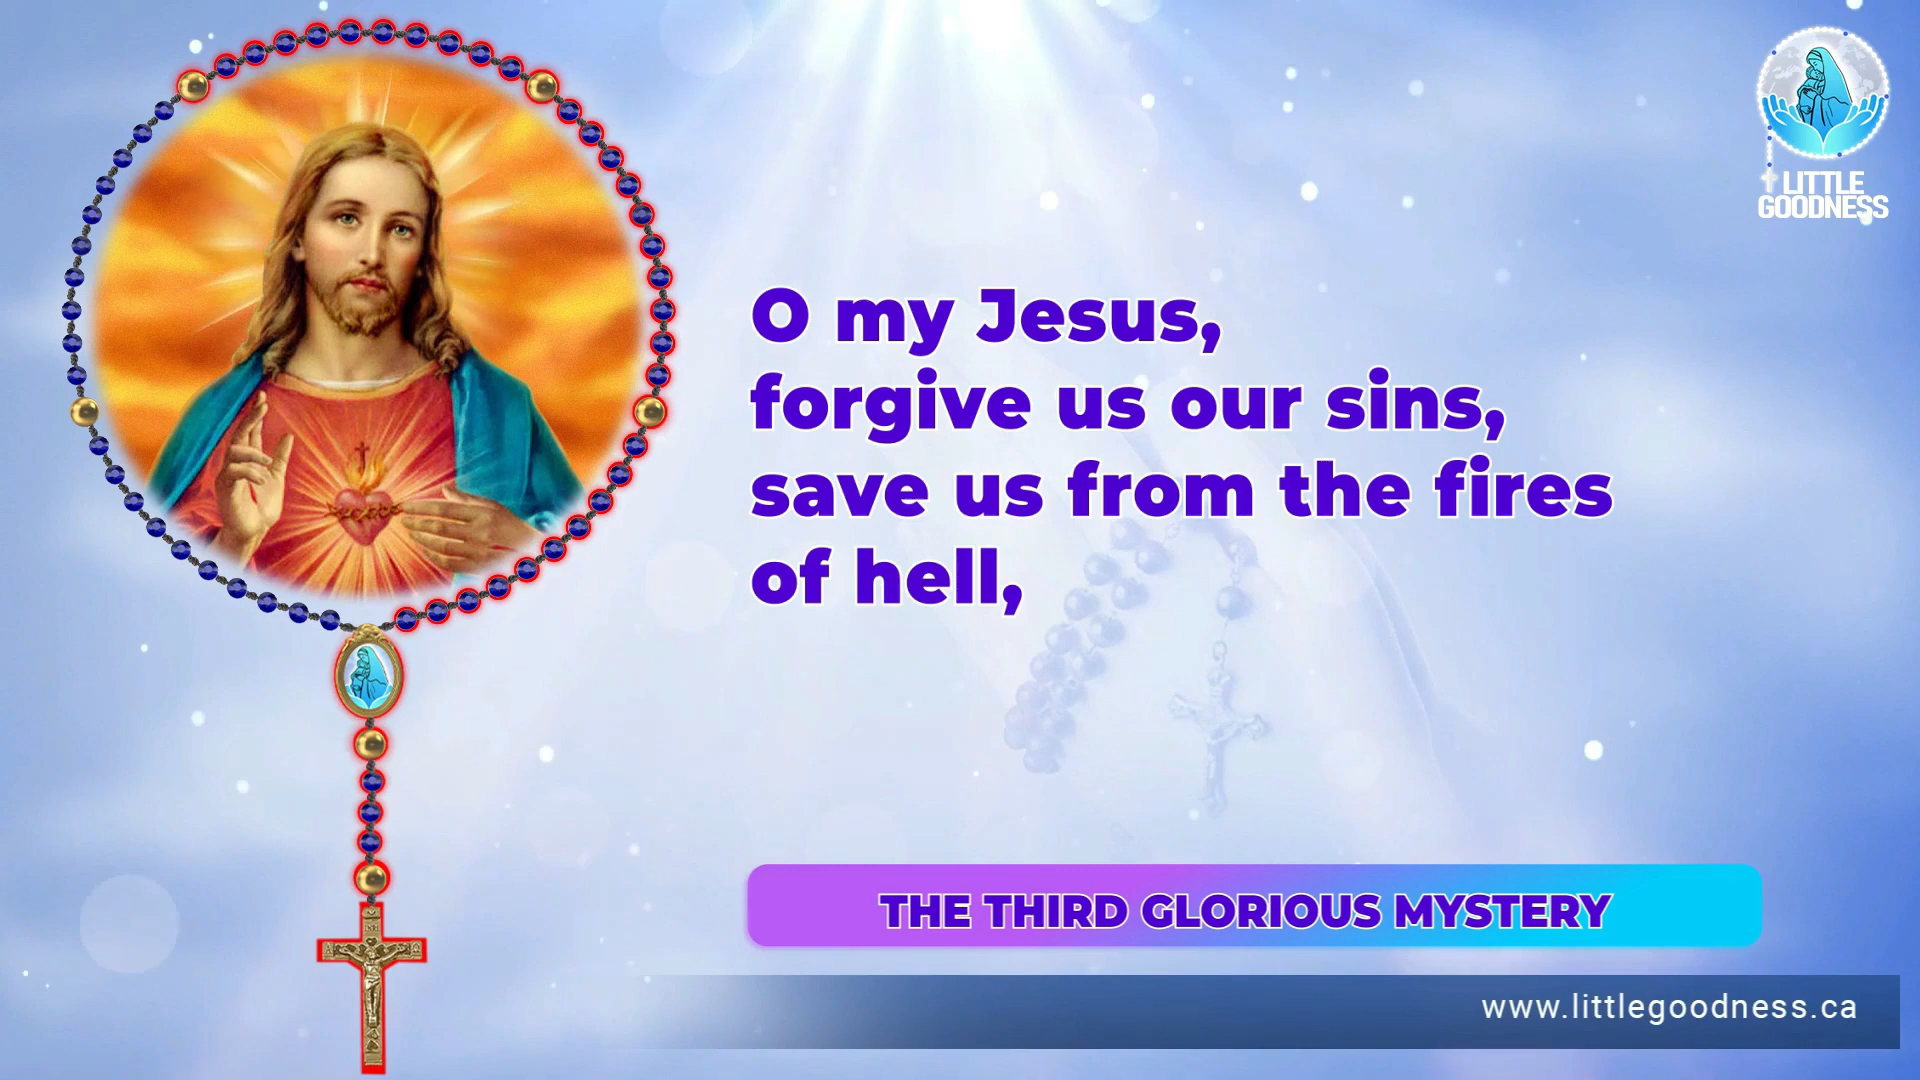 LITTLE
GOODNESS
O my Jesus,
forgive us our sins,
save us from the fires
of hell,
INRI
THE THIRD GLORIOUS MYSTERY
www.littlegoodness.ca